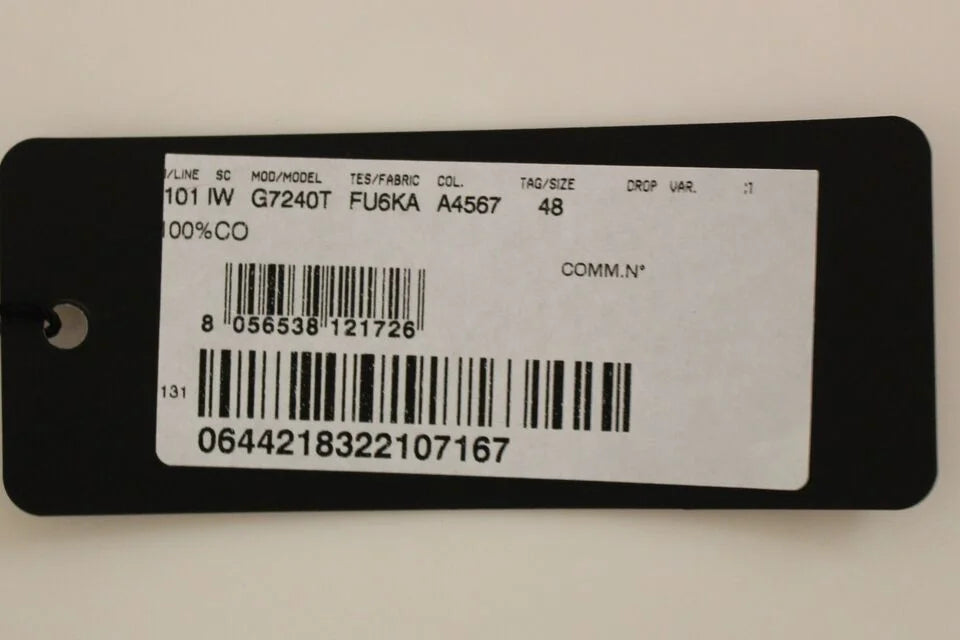 /LINE SC MOD/MODEL TES/FABRIC COL. TAG/SIZE DROP VAR. :1
101 IW G7240T FU6KA A4567 48
100%CO
COMM.N°
8 056538 121726
131
0644218322107167